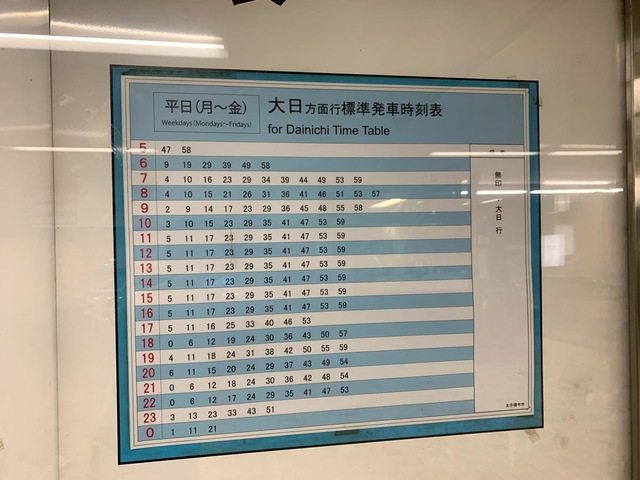 平日(月～金)
Weekdays(Mondays～Fridays)
大日方面行標準発車時刻表
for Dainichi Time Table
5 47 58
6 9 19 29 39 49 58
7 4 10 16 23 29 34 39 44 49 53 59
8 4 10 15 21 26 31 36 41 46 51 53 57
9 2 9 14 17 23 29 36 45 48 55 58
10 3 10 15 23 29 35 41 47 53 59
11 5 11 17 23 29 35 41 47 53 59
12 5 11 17 23 29 35 41 47 53 59
13 5 11 17 23 29 35 41 47 53 59
14 5 11 17 23 29 35 41 47 53 59
15 5 11 17 23 29 35 41 47 53 59
16 5 11 17 23 29 35 41 47 53 59
17 5 11 16 25 33 40 46 53
18 0 6 12 19 24 30 36 43 50 57
19 4 11 18 24 31 38 42 50 55 59
20 6 11 15 20 24 29 37 43 49 54
21 0 6 12 18 24 30 36 42 48 54
22 0 6 12 17 24 29 35 41 47 53
23 3 13 23 33 43 51
0 1 11 21
無印
大日行
太子橋今市